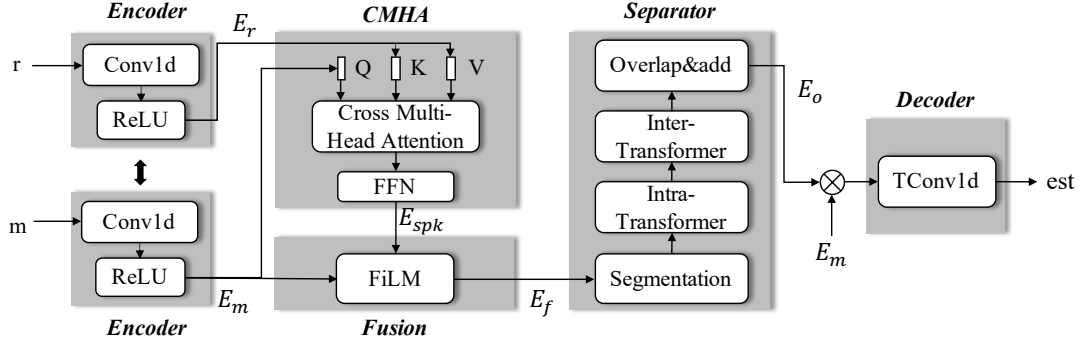 Encoder
r
Conv1d
ReLU
E_r
m
Conv1d
ReLU
E_m
Encoder
CMHA
Q
K
V
Cross Multi-
Head Attention
FFN
E_spk
FiLM
Fusion
E_f
Separator
Overlap&add
Inter-
Transformer
Intra-
Transformer
Segmentation
E_o
E_m
Decoder
TConv1d
est